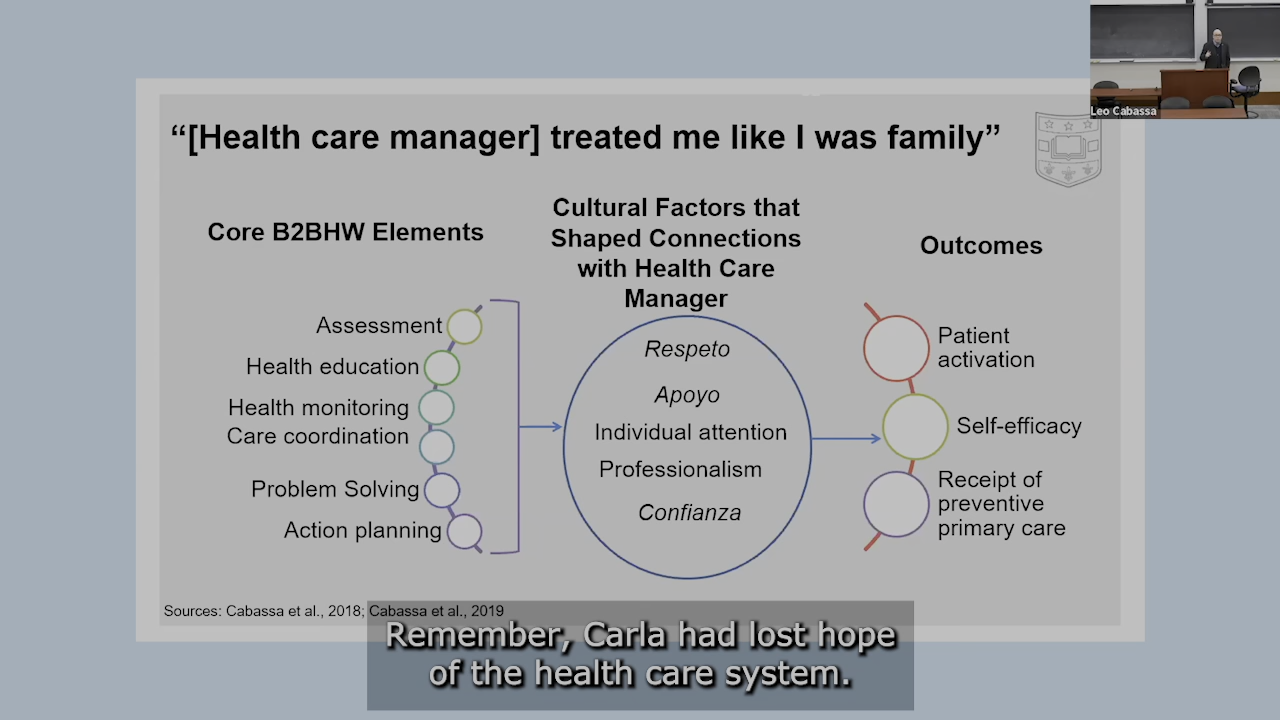 Leo Cabassa
“[Health care manager] treated me like I was family”
Core B2BHW Elements
Assessment
Health education
Health monitoring
Care coordination
Problem Solving
Action planning
Cultural Factors that
Shaped Connections
with Health Care
Manager
Respeto
Apoyo
Individual attention
Professionalism
Confianza
Outcomes
Patient
activation
Self-efficacy
Receipt of
preventive
primary care
Sources: Cabassa et al., 2018; Cabassa et al., 2019
Remember, Carla had lost hope
of the health care system.